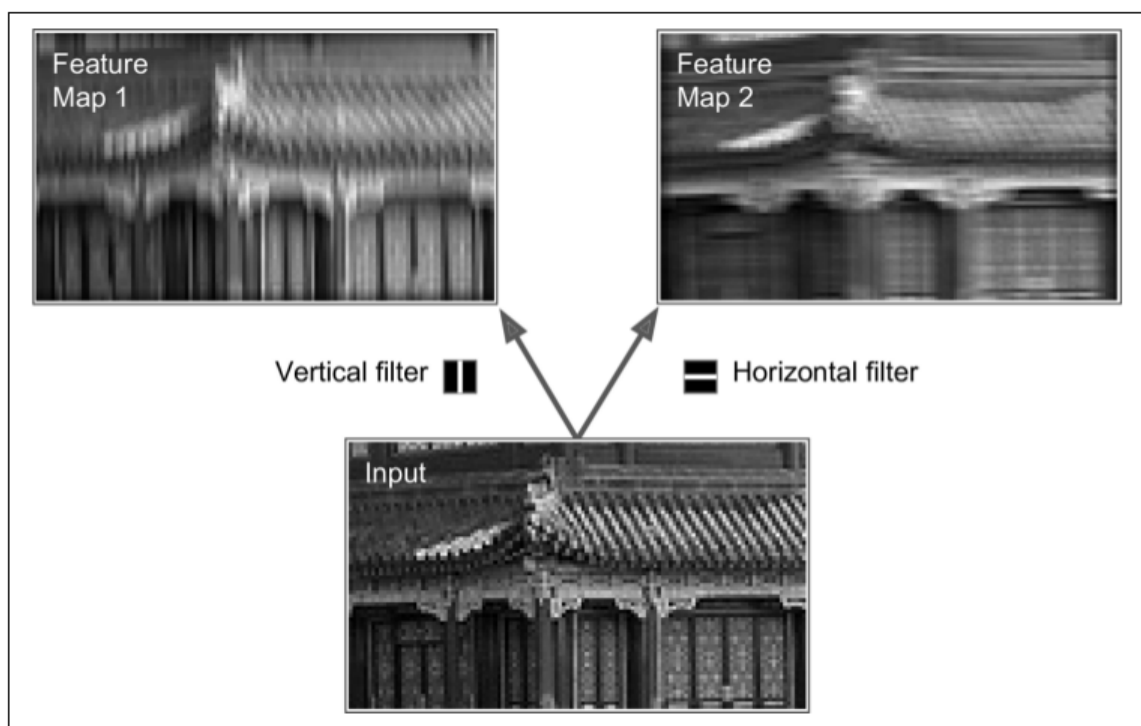 Feature
Map 1
Feature
Map 2
Vertical filter
Horizontal filter
Input